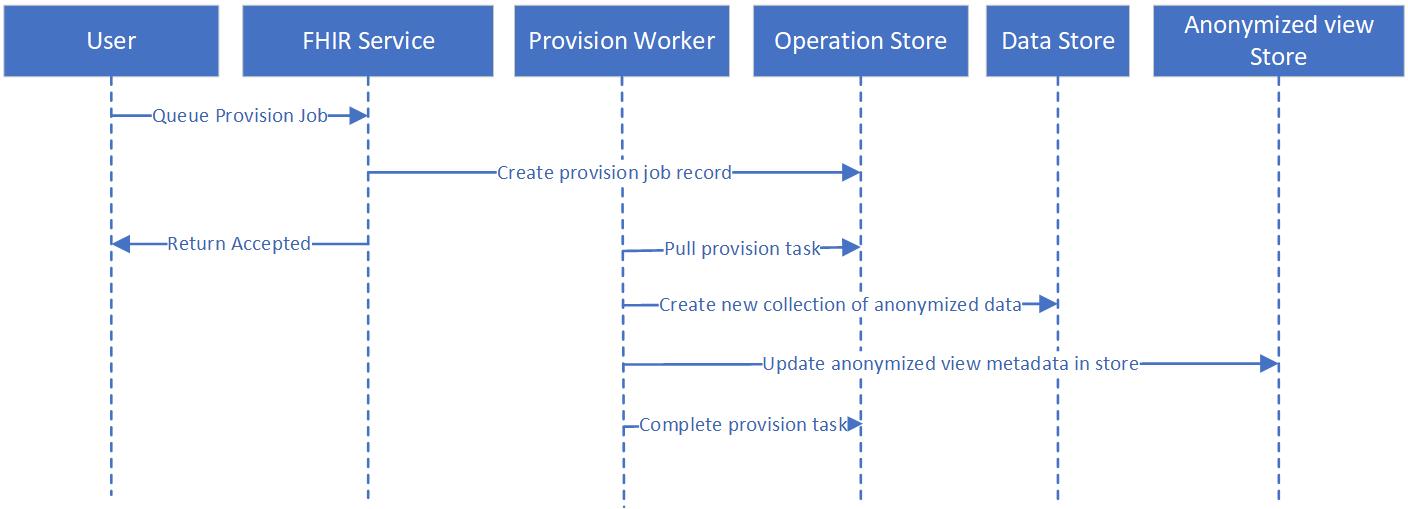 User
FHIR Service
Provision Worker
Operation Store
Data Store
Anonymized view
Store
Queue Provision Job
Create provision job record
Return Accepted
Pull provision task
Create new collection of anonymized data
Update anonymized view metadata in store
Complete provision task